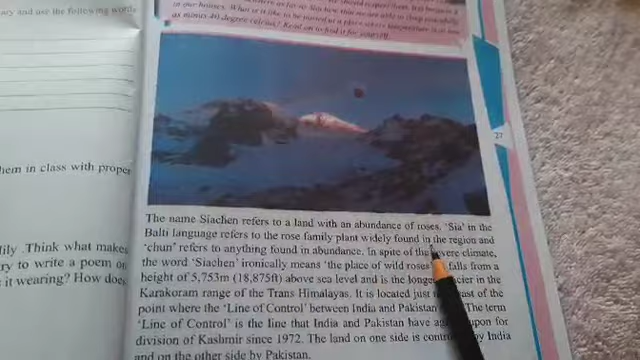 ary and use the following words
in our houses. What is it like to be posted at a place where temperature is as low
as minus 40 degree celcius? Read on to find it for yourself.
27
hem in class with proper
The name Siachen refers to a land with an abundance of roses. 'Sia' in the
Balti language refers to the rose family plant widely found in the region and
'chun' refers to anything found in abundance. In spite of the severe climate,
the word 'Siachen' ironically means 'the place of wild roses' falls from a
height of 5,753m (18,875ft) above sea level and is the longest glacier in the
Karakoram range of the Trans Himalayas. It is located just east of the
point where the 'Line of Control' between India and Pakistan The term
'Line of Control' is the line that India and Pakistan have upon for
division of Kashmir since 1972. The land on one side is by India
and on the other side by Pakistan.
ily .Think what makes
ry to write a poem on
it wearing? How does